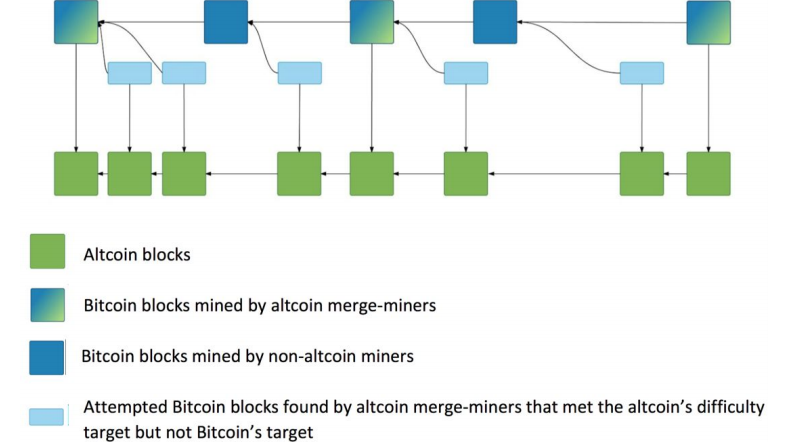 Altcoin blocks
Bitcoin blocks mined by altcoin merge-miners
Bitcoin blocks mined by non-altcoin miners
Attempted Bitcoin blocks found by altcoin merge-miners that met the altcoin’s difficulty
target but not Bitcoin’s target